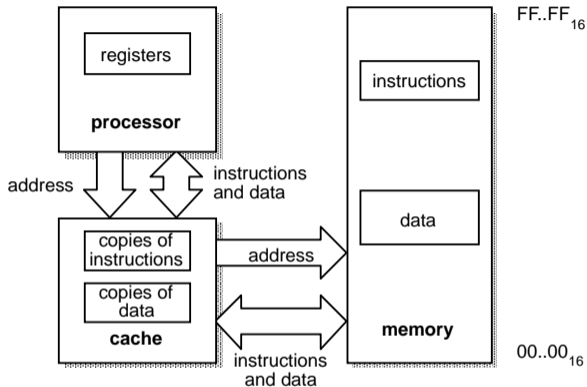 FF..FF16
registers
instructions
processor
address
instructions
and data
copies of
instructions
data
address
copies of
data
cache
memory
00..0016
instructions
and data